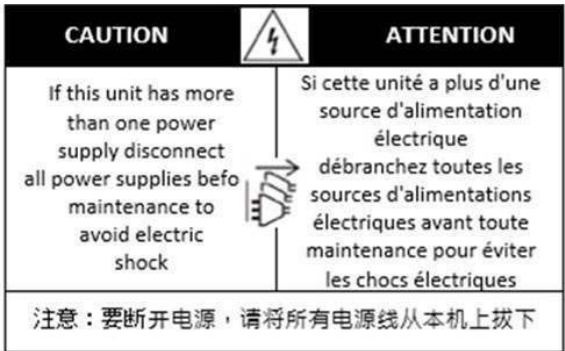 CAUTION
ATTENTION
If this unit has more
than one power
supply disconnect
all power supplies befo
maintenance to
avoid electric
shock
Si cette unité a plus d'une
source d'alimentation
électrique
débranchez toutes les
sources d'alimentations
électriques avant toute
maintenance pour éviter
les chocs électriques
注意：要断开电源，请将所有电源线从本机上拔下